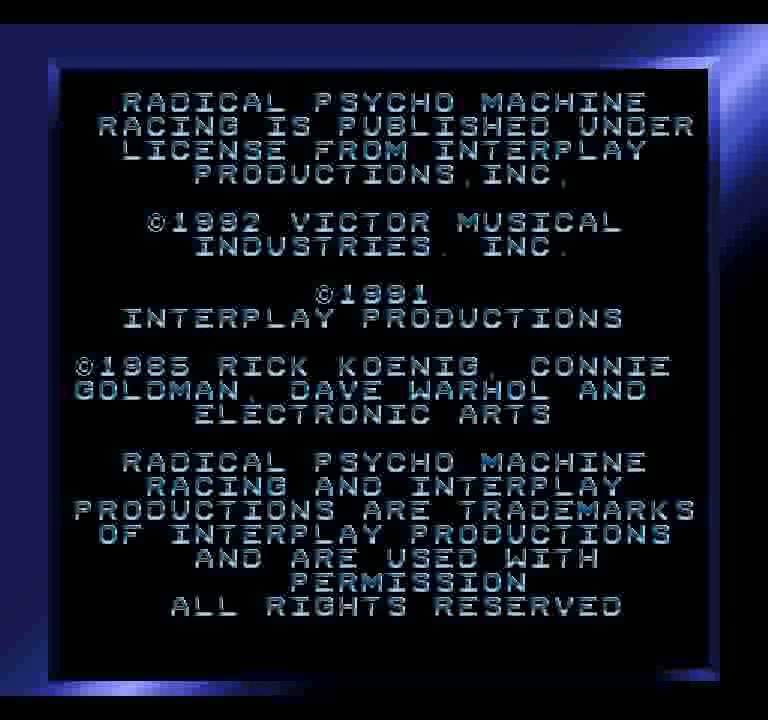 RADICAL PSYCHO MACHINE
RACING IS PUBLISHED UNDER
LICENSE FROM INTERPLAY
PRODUCTIONS,INC.
©1992 VICTOR MUSICAL
INDUSTRIES, INC.
©1991
INTERPLAY PRODUCTIONS
©1985 RICK KOENIG, CONNIE
GOLDMAN, DAVE WARHOL AND
ELECTRONIC ARTS
RADICAL PSYCHO MACHINE
RACING AND INTERPLAY
PRODUCTIONS ARE TRADEMARKS
OF INTERPLAY PRODUCTIONS
AND ARE USED WITH
PERMISSION
ALL RIGHTS RESERVED